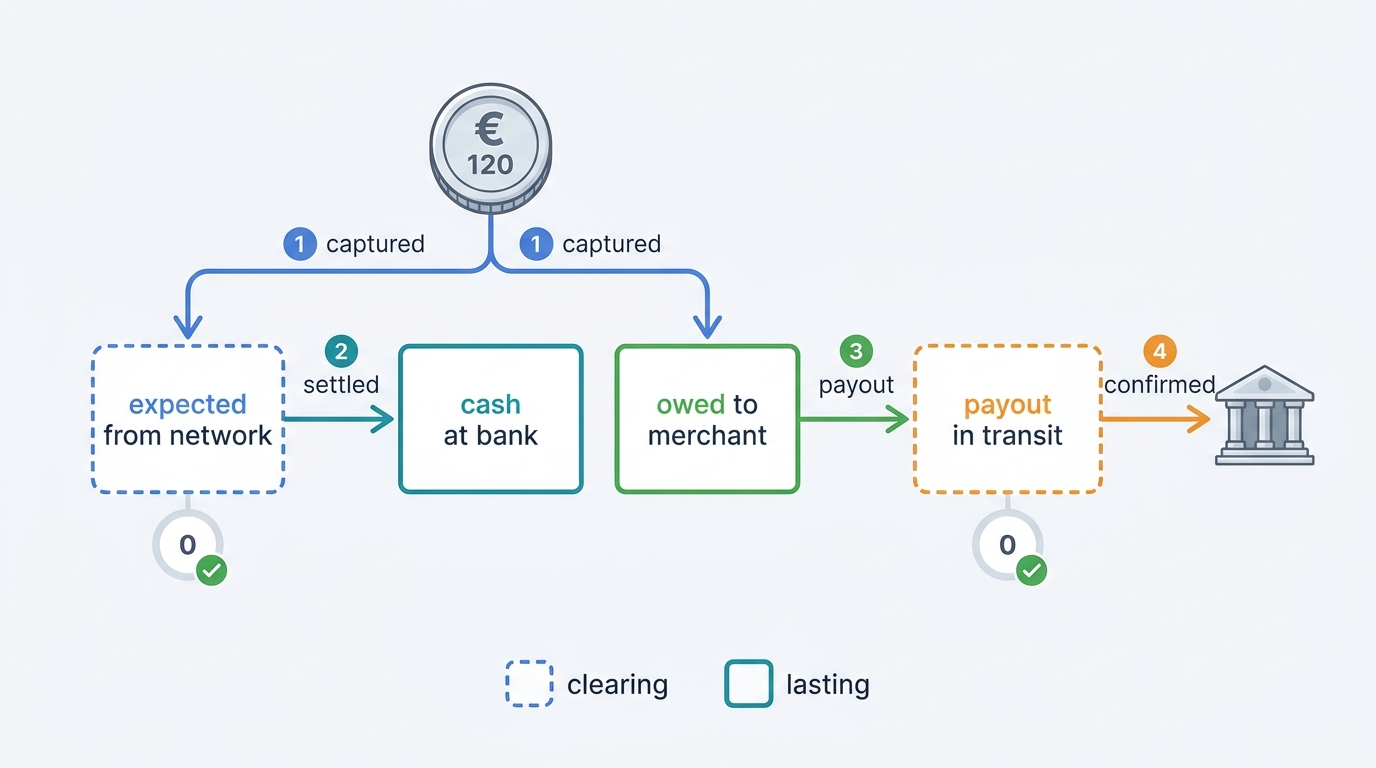 €
120
1 captured
1 captured
2
settled
3
payout
4
confirmed
expected
from network
cash
at bank
owed to
merchant
payout
in transit
0
0
clearing
lasting